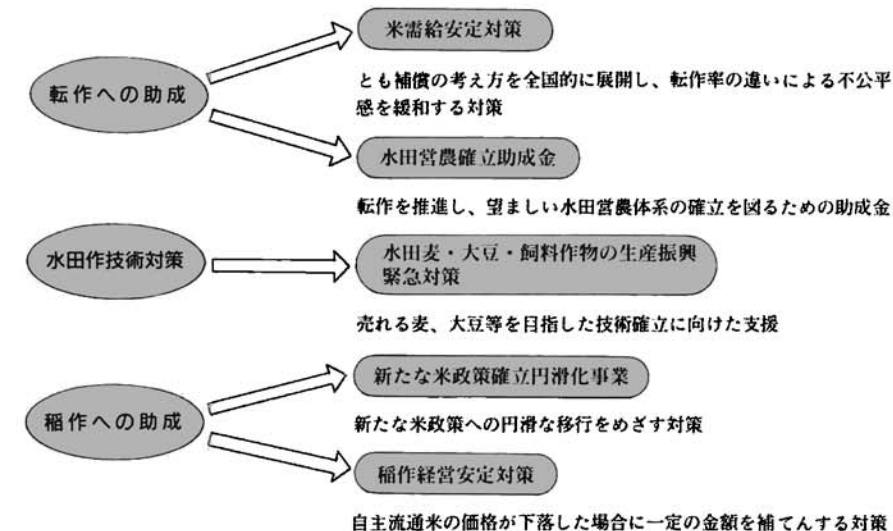 米需給安定対策
転作への助成
とも補償の考え方を全国的に展開し、転作率の違いによる不公平
感を緩和する対策
水田営農確立助成金
転作を推進し、望ましい水田営農体系の確立を図るための助成金
水田作技術対策
水田麦・大豆・飼料作物の生産振興
緊急対策
売れる麦、大豆等を目指した技術確立に向けた支援
新たな米政策確立円滑化事業
稲作への助成
新たな米政策への円滑な移行をめざす対策
稲作経営安定対策
自主流通米の価格が下落した場合に一定の金額を補てんする対策